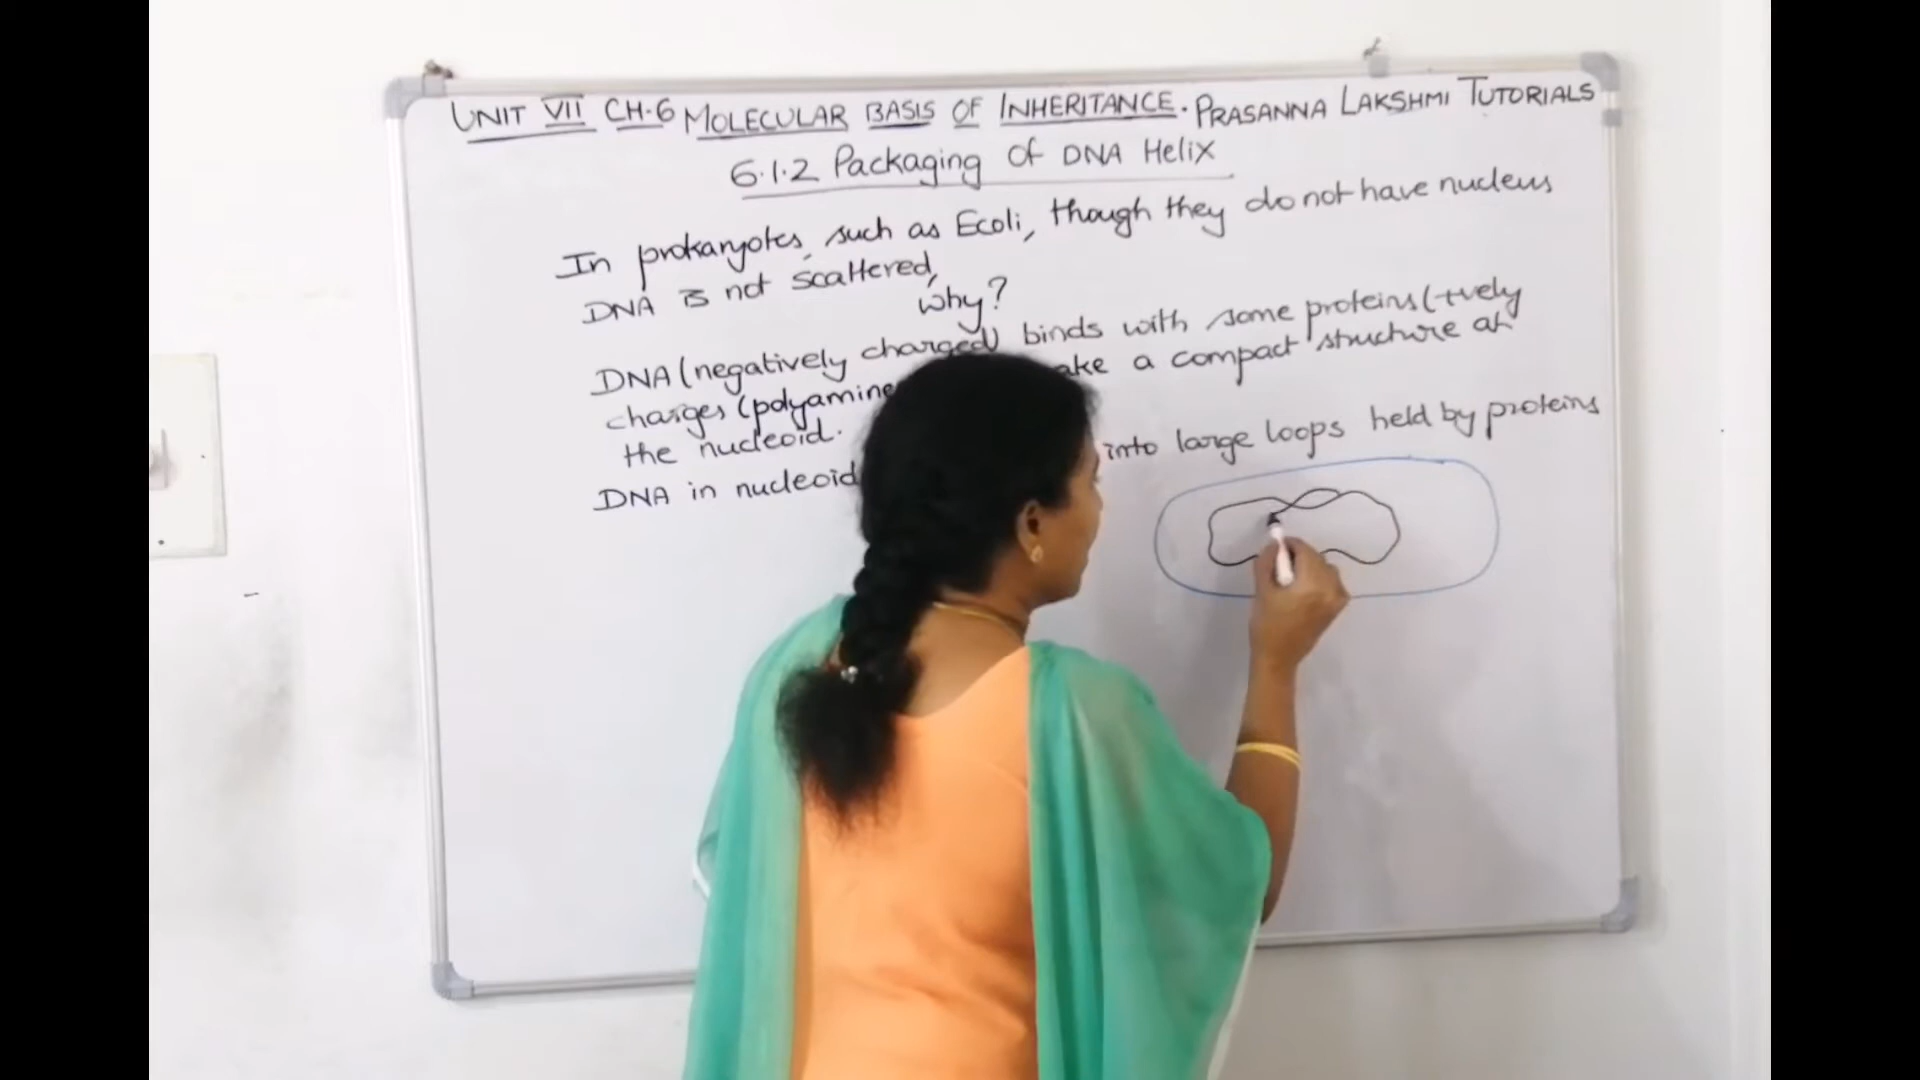 UNIT VII CH-6 MOLECULAR BASIS OF INHERITANCE. PRASANNA LAKSHMI TUTORIALS
6.1.2 Packaging of DNA Helix
In prokaryotes, such as Ecoli, though they do not have nucleus
DNA is not scattered,
why?
DNA (negatively charged) binds with some proteins (+vely
charges (polyamine ake a compact structure at
the nucleoid.
DNA in nucleoid into large loops held by proteins